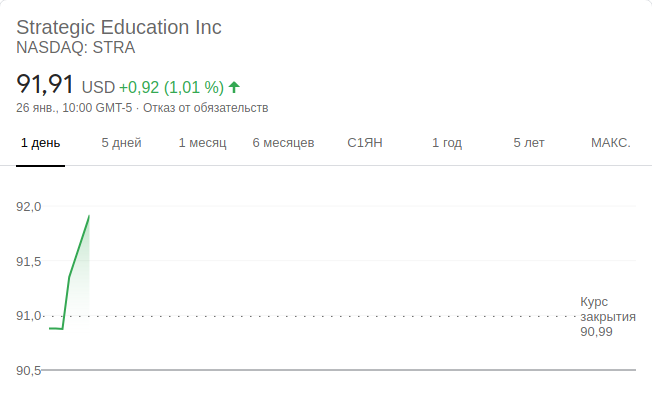 Strategic Education Inc
NASDAQ: STRA
91,91 USD +0,92 (1,01 %)
26 янв., 10:00 GMT-5 · Отказ от обязательств
1 день 5 дней 1 месяц 6 месяцев С1ЯН 1 год 5 лет МАКС.
92,0
91,5
91,0
Курс
закрытия
90,99
90,5